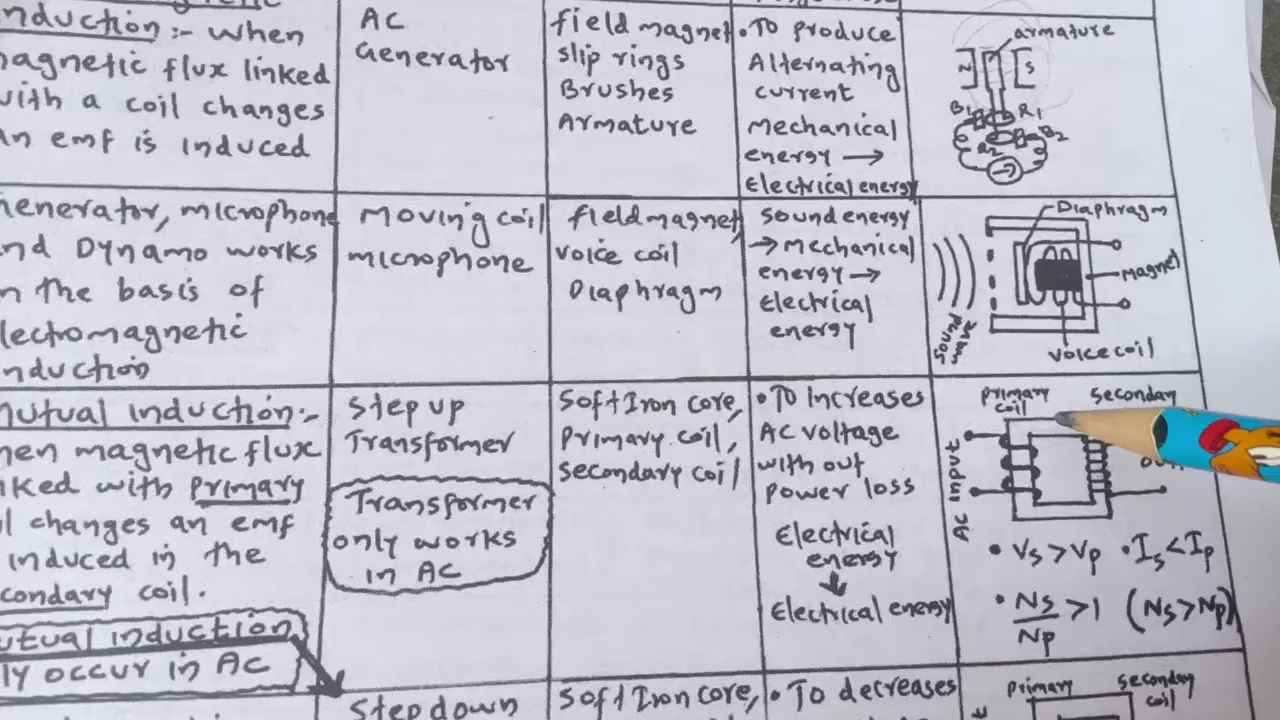 induction:- when
magnetic flux linked
with a coil changes
an emf is induced
AC
Generator
field magnet
slip rings
Brushes
Armature
• To produce
Alternating
current
Mechanical
energy →
Electrical energy
armature
N
S
B1
R1
R2
B2
Generator, microphone
and Dynamo works
on the basis of
electromagnetic
induction
Moving coil
microphone
field magnet,
voice coil
Diaphragm
Sound energy
→ Mechanical
energy →
Electrical
energy
Diaphragm
Magnet
sound wave
voice coil
mutual induction:-
when magnetic flux
linked with primary
coil changes an emf
induced in the
secondary coil.
mutual induction
only occur in AC
Step up
Transformer
Transformer
only works
in AC
Soft Iron core,
Primary coil,
secondary coil
• To Increases
AC voltage
with out
power loss
Electrical
energy
↓
Electrical energy
primary
coil
Secondary
AC input
• Vs > Vp • Is < Ip
• Ns/Np > 1 (Ns > Np)
Step down
Soft Iron core,
• To decreases
primary
secondary
coil